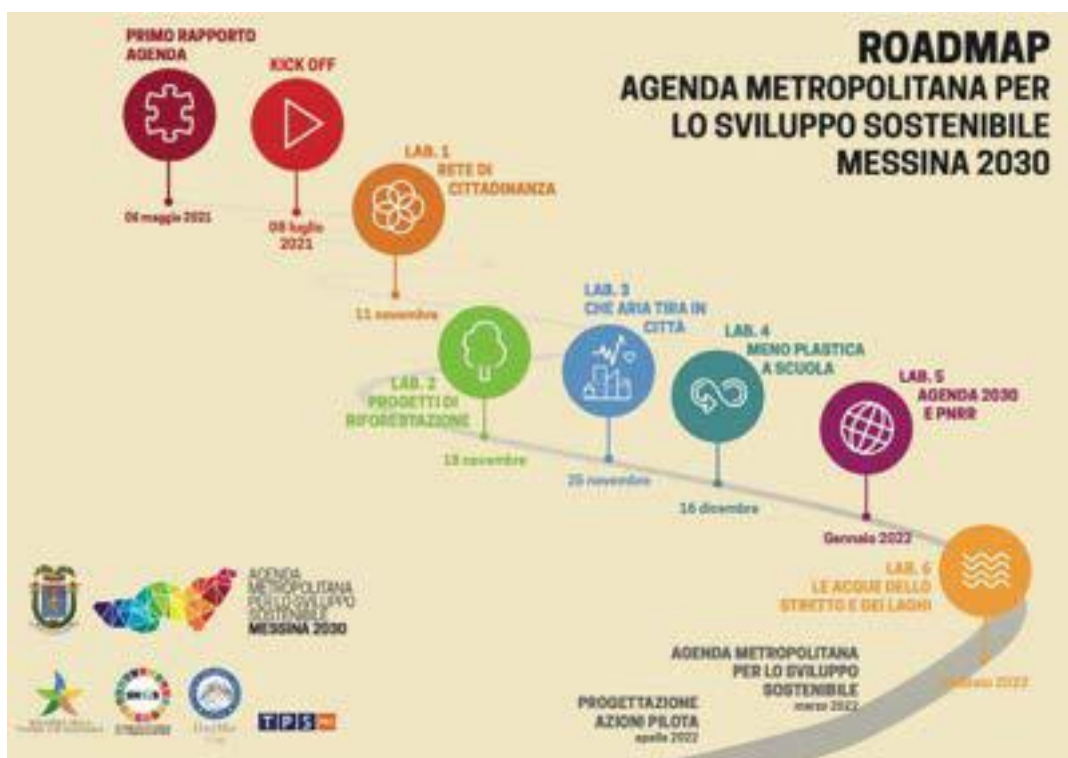 ROADMAP
AGENDA METROPOLITANA PER
LO SVILUPPO SOSTENIBILE
MESSINA 2030
PRIMO RAPPORTO
AGENDA
06 maggio 2021
KICK OFF
08 luglio
2021
LAB. 1
RETE DI
CITTADINANZA
11 novembre
LAB. 2
PROGETTI DI
RIFORESTAZIONE
novembre
LAB. 3
CHE ARIA TIRA IN
CITTÀ
25 novembre
LAB. 4
MENO PLASTICA
A SCUOLA
16 dicembre
LAB. 5
AGENDA 2030
E PNRR
Gennaio 2022
LAB. 6
LE ACQUE DELLO
STRETTO E DEI LAGHI
2022
AGENDA METROPOLITANA
PER LO SVILUPPO
SOSTENIBILE
marzo 2022
PROGETTAZIONE
AZIONI PILOTA
aprile 2022
AGENDA
METROPOLITANA
PER LO SVILUPPO
SOSTENIBILE
MESSINA 2030
TPS